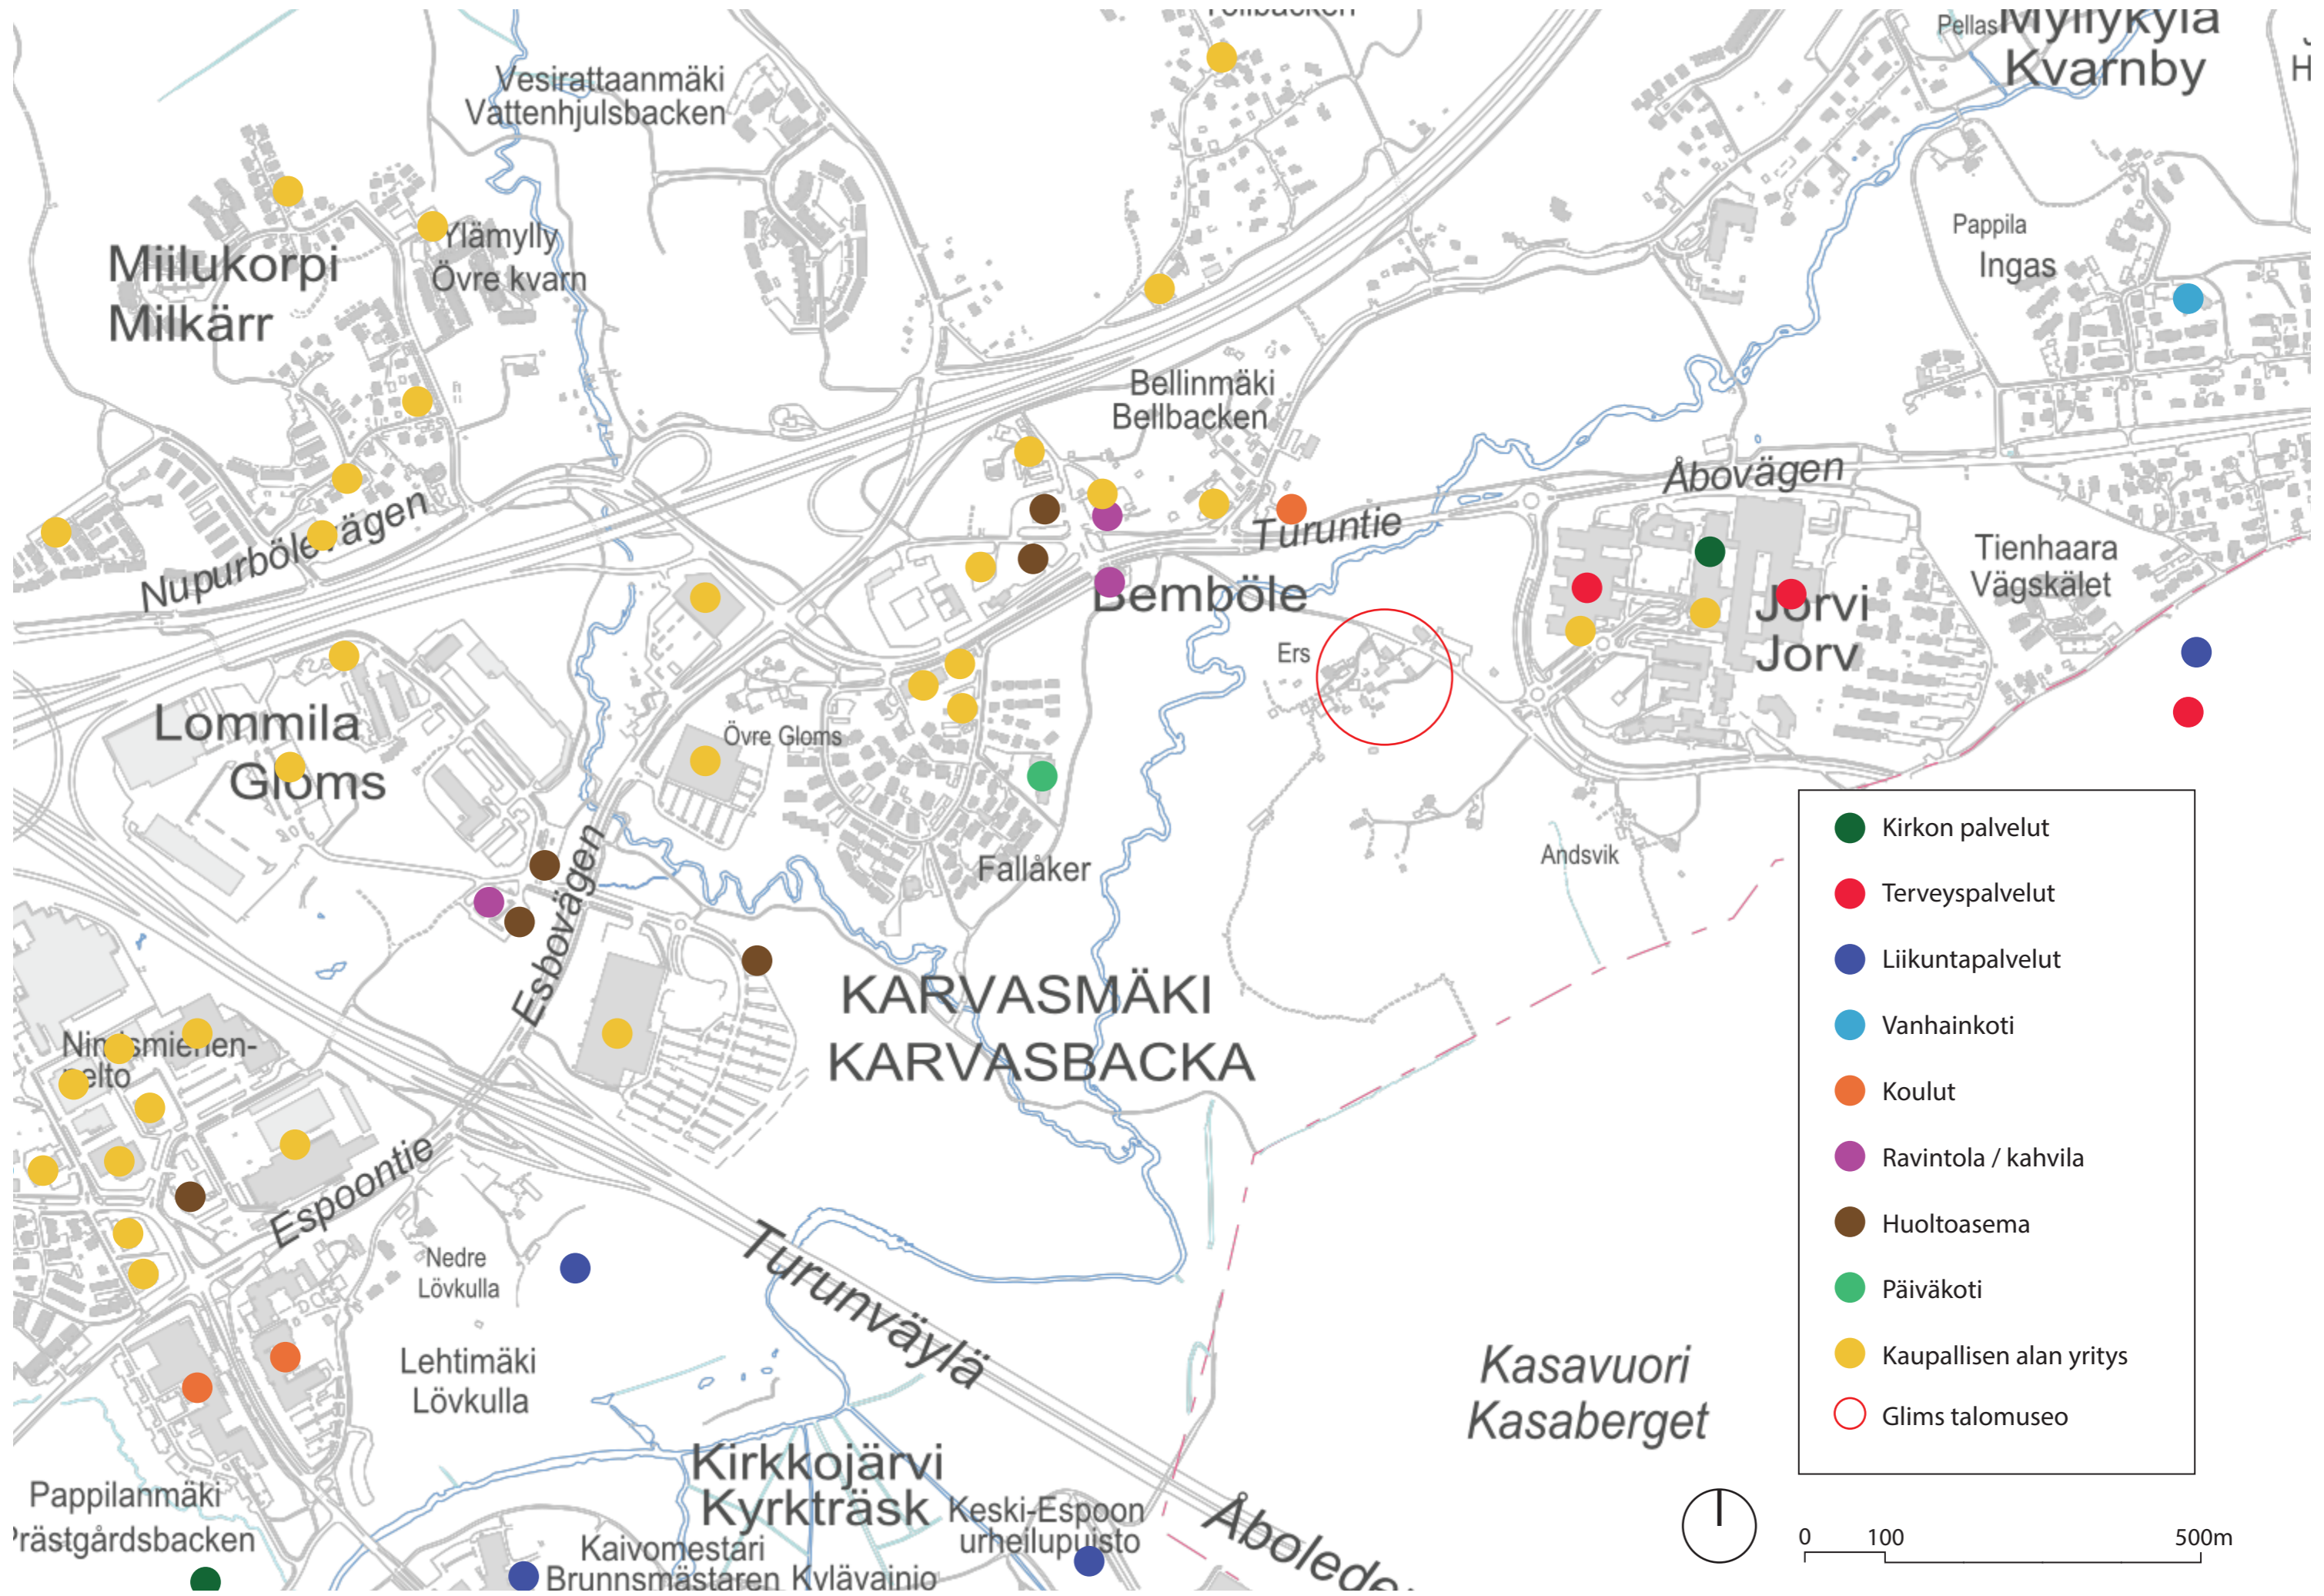 Myllykylä
Pellas
Kvarnby
Vesirattaanmäki
Vattenhjulsbacken
Ylämylly
Övre kvarn
Miilukorpi
Milkärr
Pappila
Ingas
Bellinmäki
Bellbacken
Åbovägen
Nupurbölevägen
Turuntie
Bemböle
Tienhaara
Vägskälet
Jorvi
Jorv
Ers
Lommila
Gloms
Övre Gloms
Fallåker
Andsvik
Esbovägen
KARVASMÄKI
KARVASBACKA
Espoontie
Nedre
Lövkulla
Turunväylä
Lehtimäki
Lövkulla
Kasavuori
Kasaberget
Kirkkojärvi
Kyrkträsk
Keski-Espoon
urheilupuisto
Pappilanmäki
Prästgårdsbacken
Kaivomestari
Brunnsmästaren
Kylävainio
Kirkon palvelut
Terveyspalvelut
Liikuntapalvelut
Vanhainkoti
Koulut
Ravintola / kahvila
Huoltoasema
Päiväkoti
Kaupallisen alan yritys
Glims talomuseo
0 100 500m